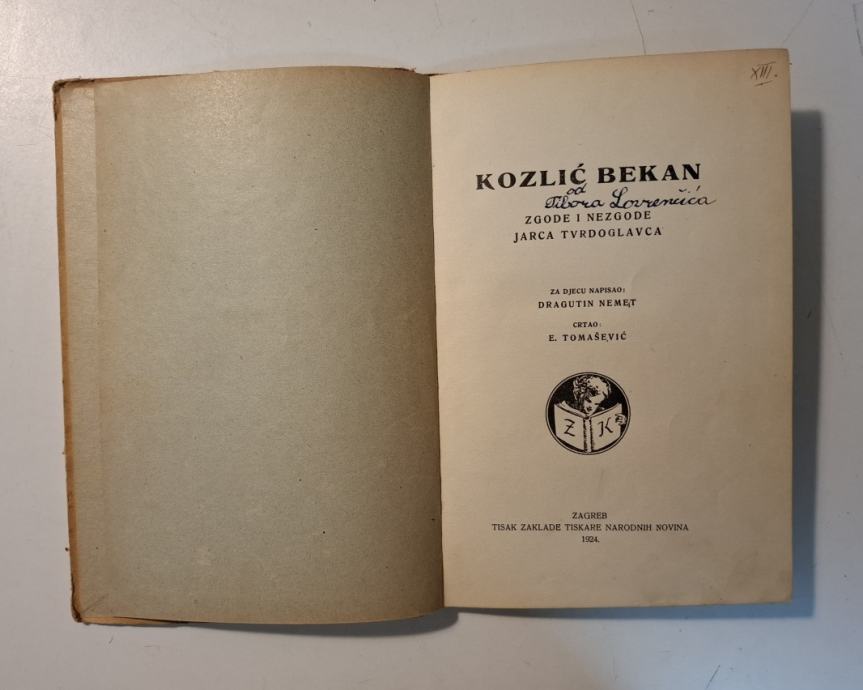 XIII.
KOZLIĆ BEKAN
od
Tibora Lovrenčića
ZGODE I NEZGODE
JARCA TVRDOGLAVCA
ZA DJECU NAPISAO:
DRAGUTIN NEMET
CRTAO:
E. TOMAŠEVIĆ
Z K
ZAGREB
TISAK ZAKLADE TISKARE NARODNIH NOVINA
1924.